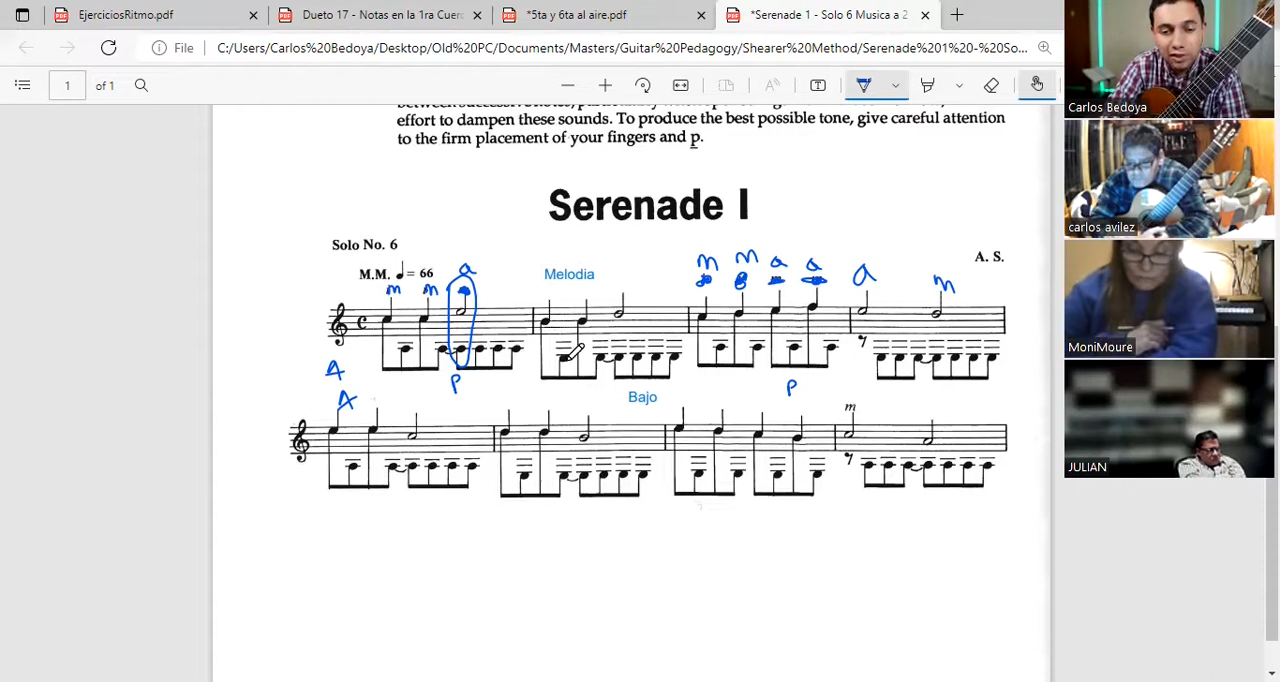 EjerciciosRitmo.pdf
Dueto 17 - Notas en la 1ra Cuer
*5ta y 6ta al aire.pdf
*Serenade 1 - Solo 6 Musica a 2
File
C:/Users/Carlos%20Bedoya/Desktop/Old%20PC/Documents/Masters/Guitar%20Pedagogy/Shearer%20Method/Serenade%201%20-%20So...
1 of 1
effort to dampen these sounds. To produce the best possible tone, give careful attention
to the firm placement of your fingers and p.
Serenade I
Solo No. 6
A. S.
M.M. ♩= 66
a
Melodia
m m a a
a
m
m m
p
p
A
A
Bajo
m
Carlos Bedoya
carlos avilez
MoniMoure
JULIAN